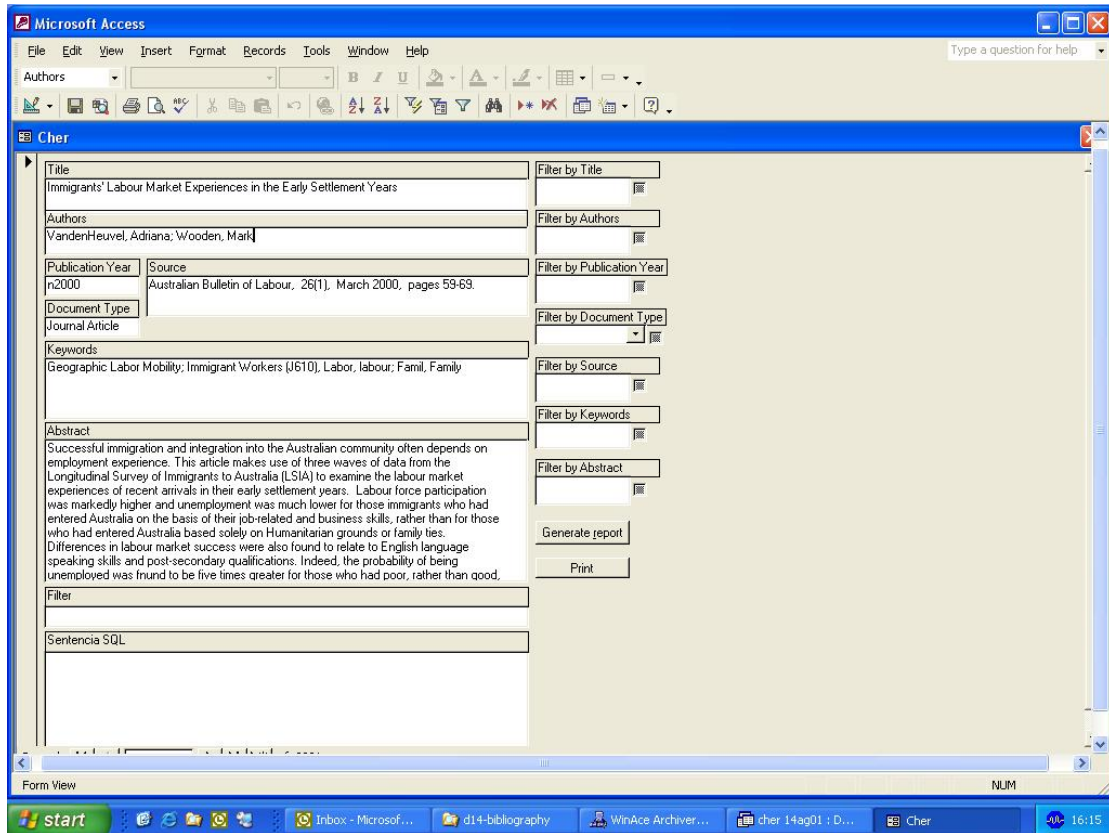 Microsoft Access
File Edit View Insert Format Records Tools Window Help
Type a question for help
Authors
B I U
Cher
Title
Immigrants' Labour Market Experiences in the Early Settlement Years
Authors
VandenHeuvel, Adriana; Wooden, Mark
Publication Year
n2000
Source
Australian Bulletin of Labour, 26(1), March 2000, pages 59-69.
Document Type
Journal Article
Keywords
Geographic Labor Mobility; Immigrant Workers (J610), Labor, labour; Famil, Family
Abstract
Successful immigration and integration into the Australian community often depends on
employment experience. This article makes use of three waves of data from the
Longitudinal Survey of Immigrants to Australia (LSIA) to examine the labour market
experiences of recent arrivals in their early settlement years. Labour force participation
was markedly higher and unemployment was much lower for those immigrants who had
entered Australia on the basis of their job-related and business skills, rather than for those
who had entered Australia based solely on Humanitarian grounds or family ties.
Differences in labour market success were also found to relate to English language
speaking skills and post-secondary qualifications. Indeed, the probability of being
unemployed was fnund to be five times greater for those who had poor, rather than good,
Filter
Sentencia SQL
Filter by Title
Filter by Authors
Filter by Publication Year
Filter by Document Type
Filter by Source
Filter by Keywords
Filter by Abstract
Generate report
Print
Form View
NUM
start
Inbox - Microsof...
d14-bibliography
WinAce Archiver...
cher 14ag01 : D...
Cher
16:15